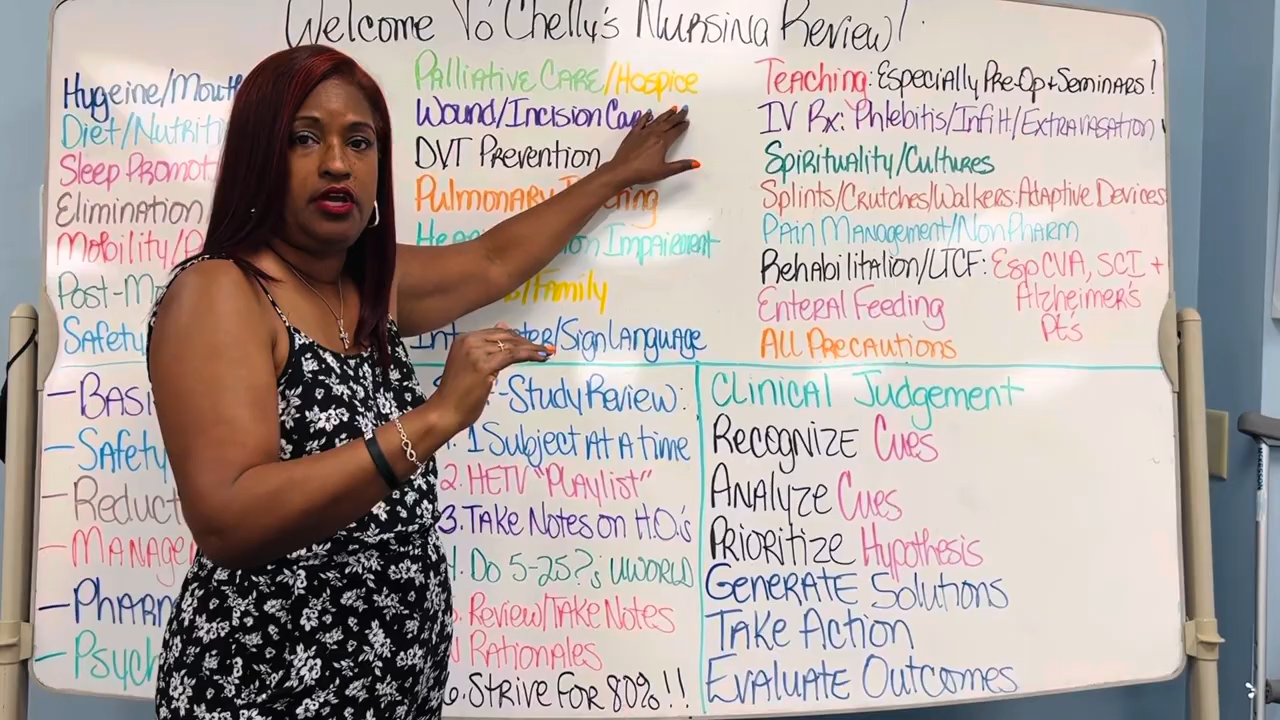 Welcome To Chelly's Nursing Review!
Hygeine/Mouth
Diet/Nutriti
Sleep Promot
Elimination
Mobility/
Post-Mo
Safety
Palliative Care/Hospice
Wound/Incision Care
DVT Prevention
Pulmonary
Impairment
/Family
Interpreter/Sign Language
Teaching: Especially Pre-Op + Seminars!
IV Rx: Phlebitis/Infilt/Extravasation
Spirituality/Cultures
Splints/Crutches/Walkers: Adaptive Devices
Pain Management/NonPharm
Rehabilitation/LTCF: Esp CVA, SCI +
Alzheimer's
Pt's
Enteral Feeding
All Precautions
- Basi
- Safety
- Reduct
- Manage
- Pharm
- Psych
-Study Review:
1. 1 Subject At A time
2. HETV "Playlist"
3. Take Notes on H.O.'s
4. Do 5-25?s UWORLD
5. Review/Take Notes
Rationales
6. Strive For 80%!!
Clinical Judgement
Recognize Cues
Analyze Cues
Prioritize Hypothesis
Generate Solutions
Take Action
Evaluate Outcomes
McKesson